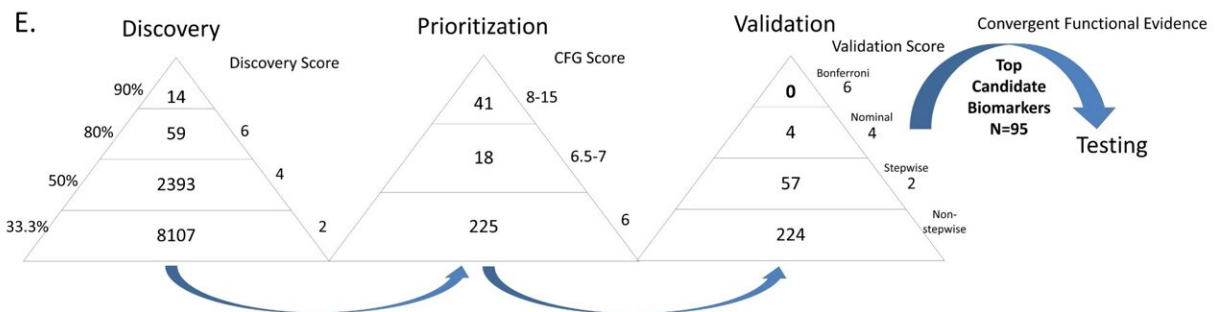 E.
Discovery
Discovery Score
90%
14
80%
59
6
50%
2393
4
33.3%
8107
2
Prioritization
CFG Score
41
8-15
18
6.5-7
225
6
Validation
Validation Score
0
Bonferroni
6
4
Nominal
4
57
Stepwise
2
224
Non-
stepwise
Convergent Functional Evidence
Top
Candidate
Biomarkers
N=95
Testing